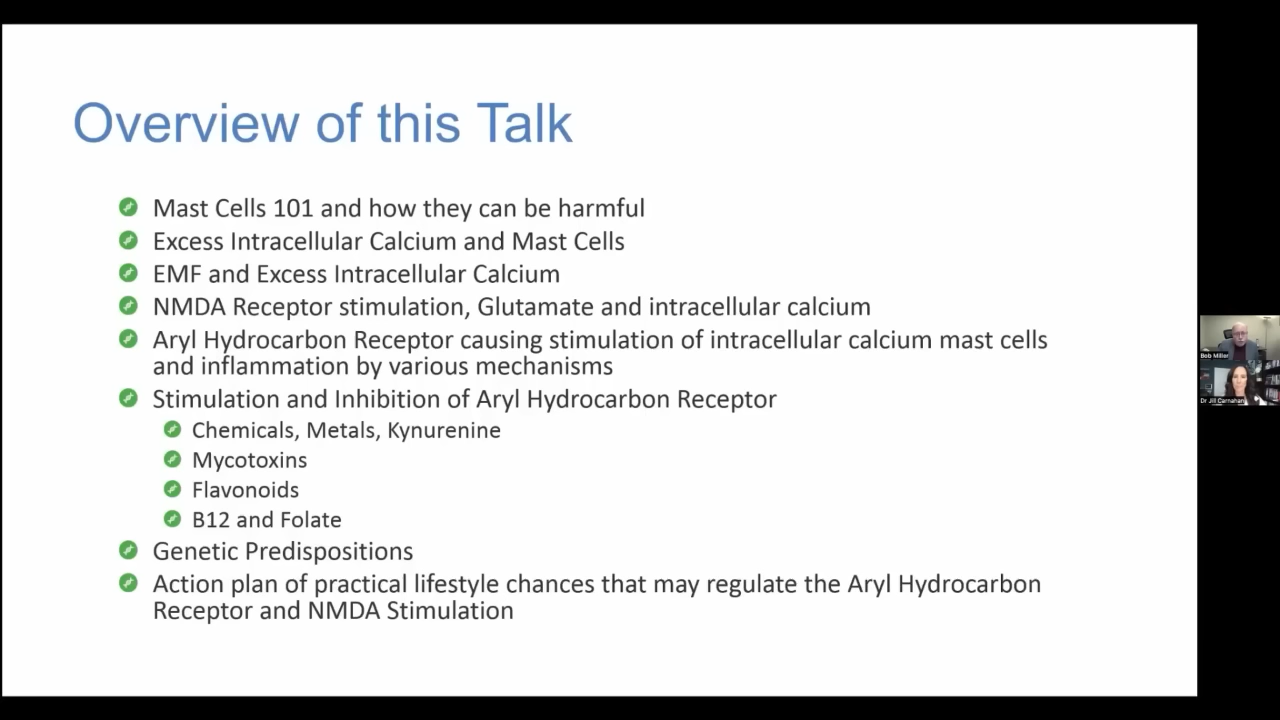 Overview of this Talk
Mast Cells 101 and how they can be harmful
Excess Intracellular Calcium and Mast Cells
EMF and Excess Intracellular Calcium
NMDA Receptor stimulation, Glutamate and intracellular calcium
Aryl Hydrocarbon Receptor causing stimulation of intracellular calcium mast cells
and inflammation by various mechanisms
Stimulation and Inhibition of Aryl Hydrocarbon Receptor
Chemicals, Metals, Kynurenine
Mycotoxins
Flavonoids
B12 and Folate
Genetic Predispositions
Action plan of practical lifestyle chances that may regulate the Aryl Hydrocarbon
Receptor and NMDA Stimulation
Bob Miller
Dr Jill Carnahan